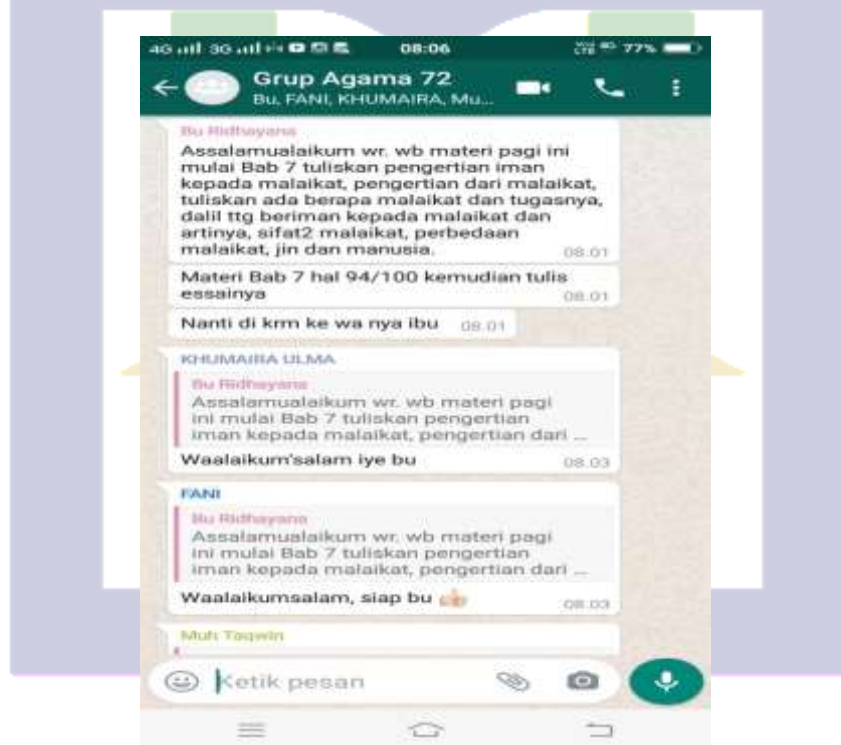 4G 3G 08:06 77%
Grup Agama 72
Bu, FANI, KHUMAIRA, Mu...
Bu Ridhayana
Assalamualaikum wr. wb materi pagi ini
mulai Bab 7 tuliskan pengertian iman
kepada malaikat, pengertian dari malaikat,
tuliskan ada berapa malaikat dan tugasnya,
dalil ttg beriman kepada malaikat dan
artinya, sifat2 malaikat, perbedaan
malaikat, jin dan manusia. 08.01
Materi Bab 7 hal 94/100 kemudian tulis
essainya 08.01
Nanti di krm ke wa nya ibu 08.01
KHUMAIRA ULMA
Bu Ridhayana
Assalamualaikum wr. wb materi pagi
ini mulai Bab 7 tuliskan pengertian
iman kepada malaikat, pengertian dari ...
Waalaikum'salam iye bu 08.03
FANI
Bu Ridhayana
Assalamualaikum wr. wb materi pagi
ini mulai Bab 7 tuliskan pengertian
iman kepada malaikat, pengertian dari ...
Waalaikumsalam, siap bu 👍 08.03
Muh Taqwin
Ketik pesan